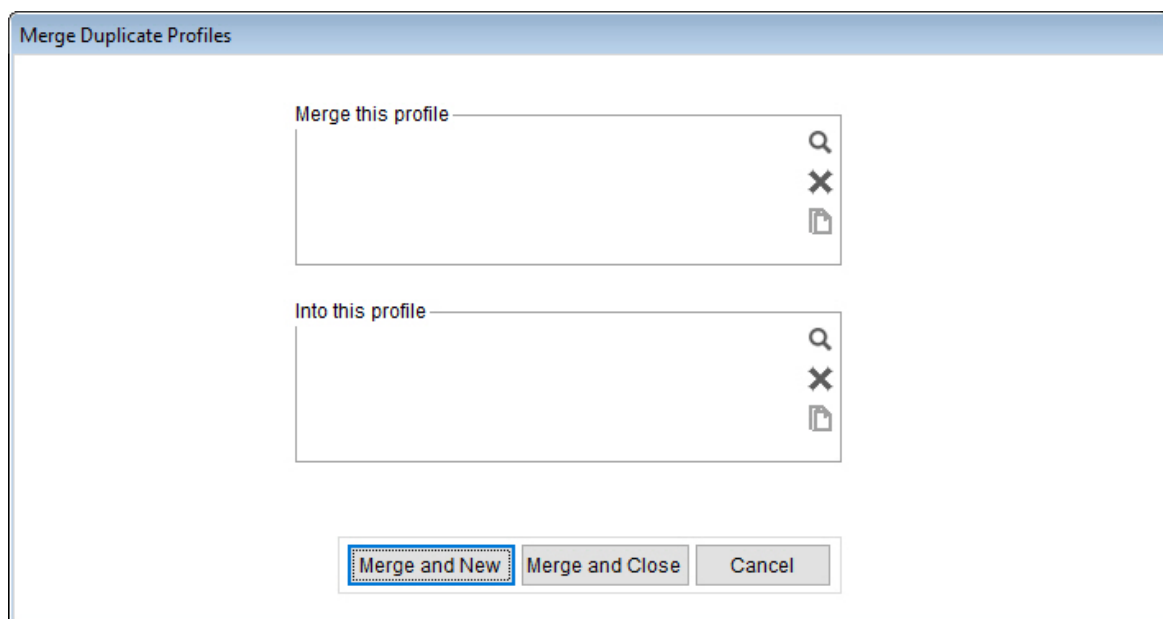 Merge Duplicate Profiles
Merge this profile
Into this profile
Merge and New Merge and Close Cancel